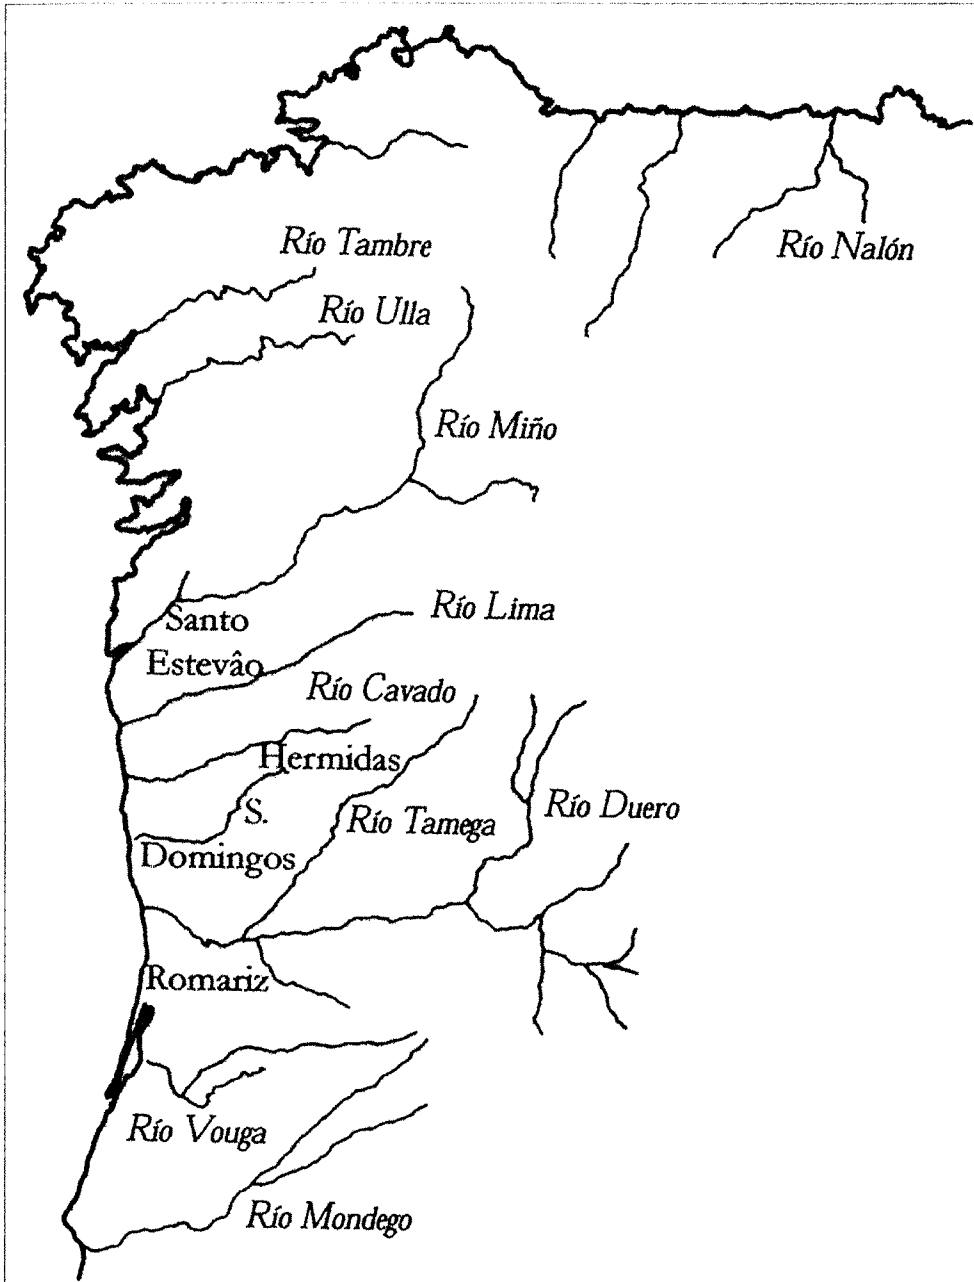 Río Tambre
Río Nalón
Río Ulla
Río Miño
Santo
Estevâo
Río Lima
Río Cavado
Hermidas
S.
Domingos
Río Tamega
Río Duero
Romariz
Río Vouga
Río Mondego